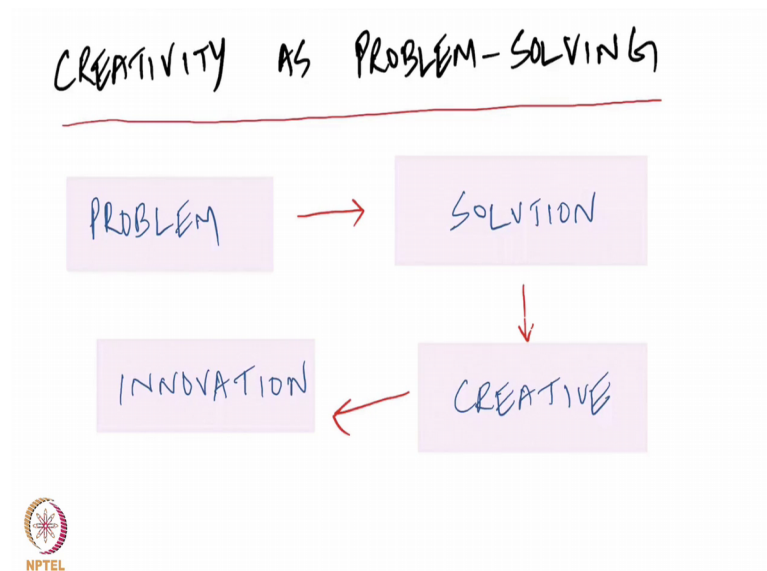 CREATIVITY AS PROBLEM-SOLVING
PROBLEM
SOLUTION
INNOVATION
CREATIVE
NPTEL